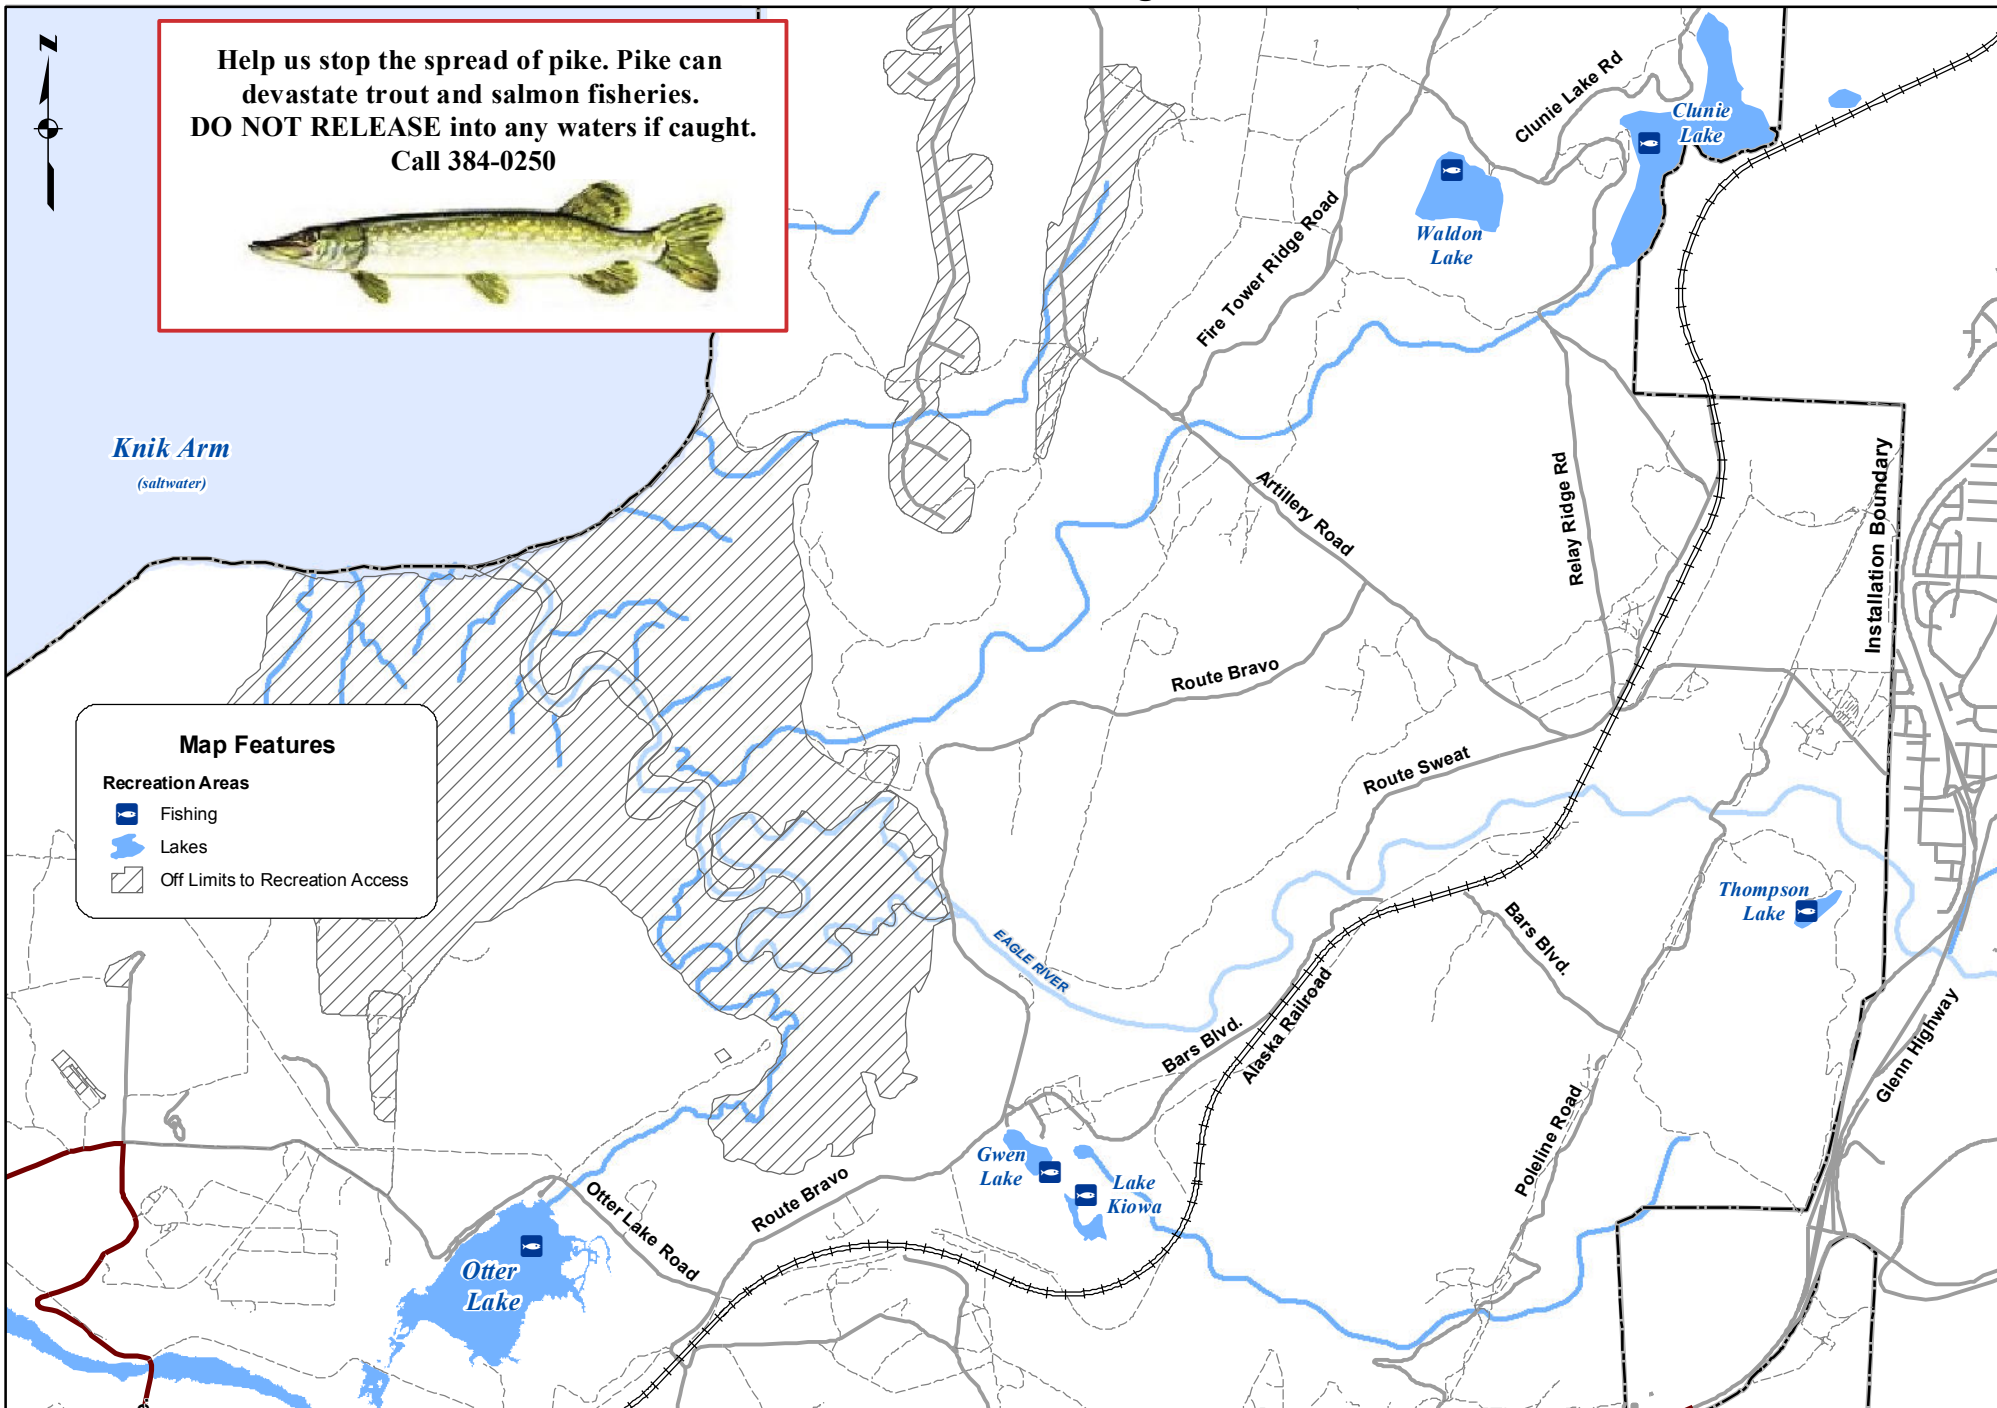 Z
Help us stop the spread of pike. Pike can
devastate trout and salmon fisheries.
DO NOT RELEASE into any waters if caught.
Call 384-0250
Clunie Lake Rd
Clunie
Lake
Waldon
Lake
Fire Tower Ridge Road
Knik Arm
(saltwater)
Artillery Road
Relay Ridge Rd
Installation Boundary
Route Bravo
Route Sweat
Map Features
Recreation Areas
Fishing
Lakes
Off Limits to Recreation Access
Thompson
Lake
Bars Blvd.
EAGLE RIVER
Bars Blvd.
Alaska Railroad
Glenn Highway
Poleline Road
Gwen
Lake
Lake
Kiowa
Route Bravo
Otter Lake Road
Otter
Lake